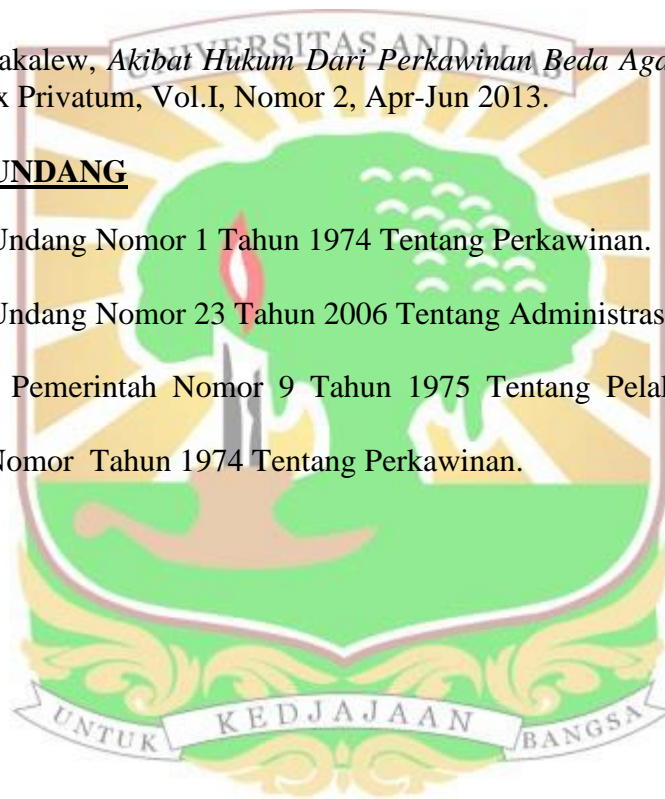 UNIVERSITAS ANDALAS
akalew, Akibat Hukum Dari Perkawinan Beda Aga
x Privatum, Vol.I, Nomor 2, Apr-Jun 2013.
UNDANG
Undang Nomor 1 Tahun 1974 Tentang Perkawinan.
Undang Nomor 23 Tahun 2006 Tentang Administras
Pemerintah Nomor 9 Tahun 1975 Tentang Pelak
Nomor Tahun 1974 Tentang Perkawinan.
UNTUK KEDJAJAAN BANGSA